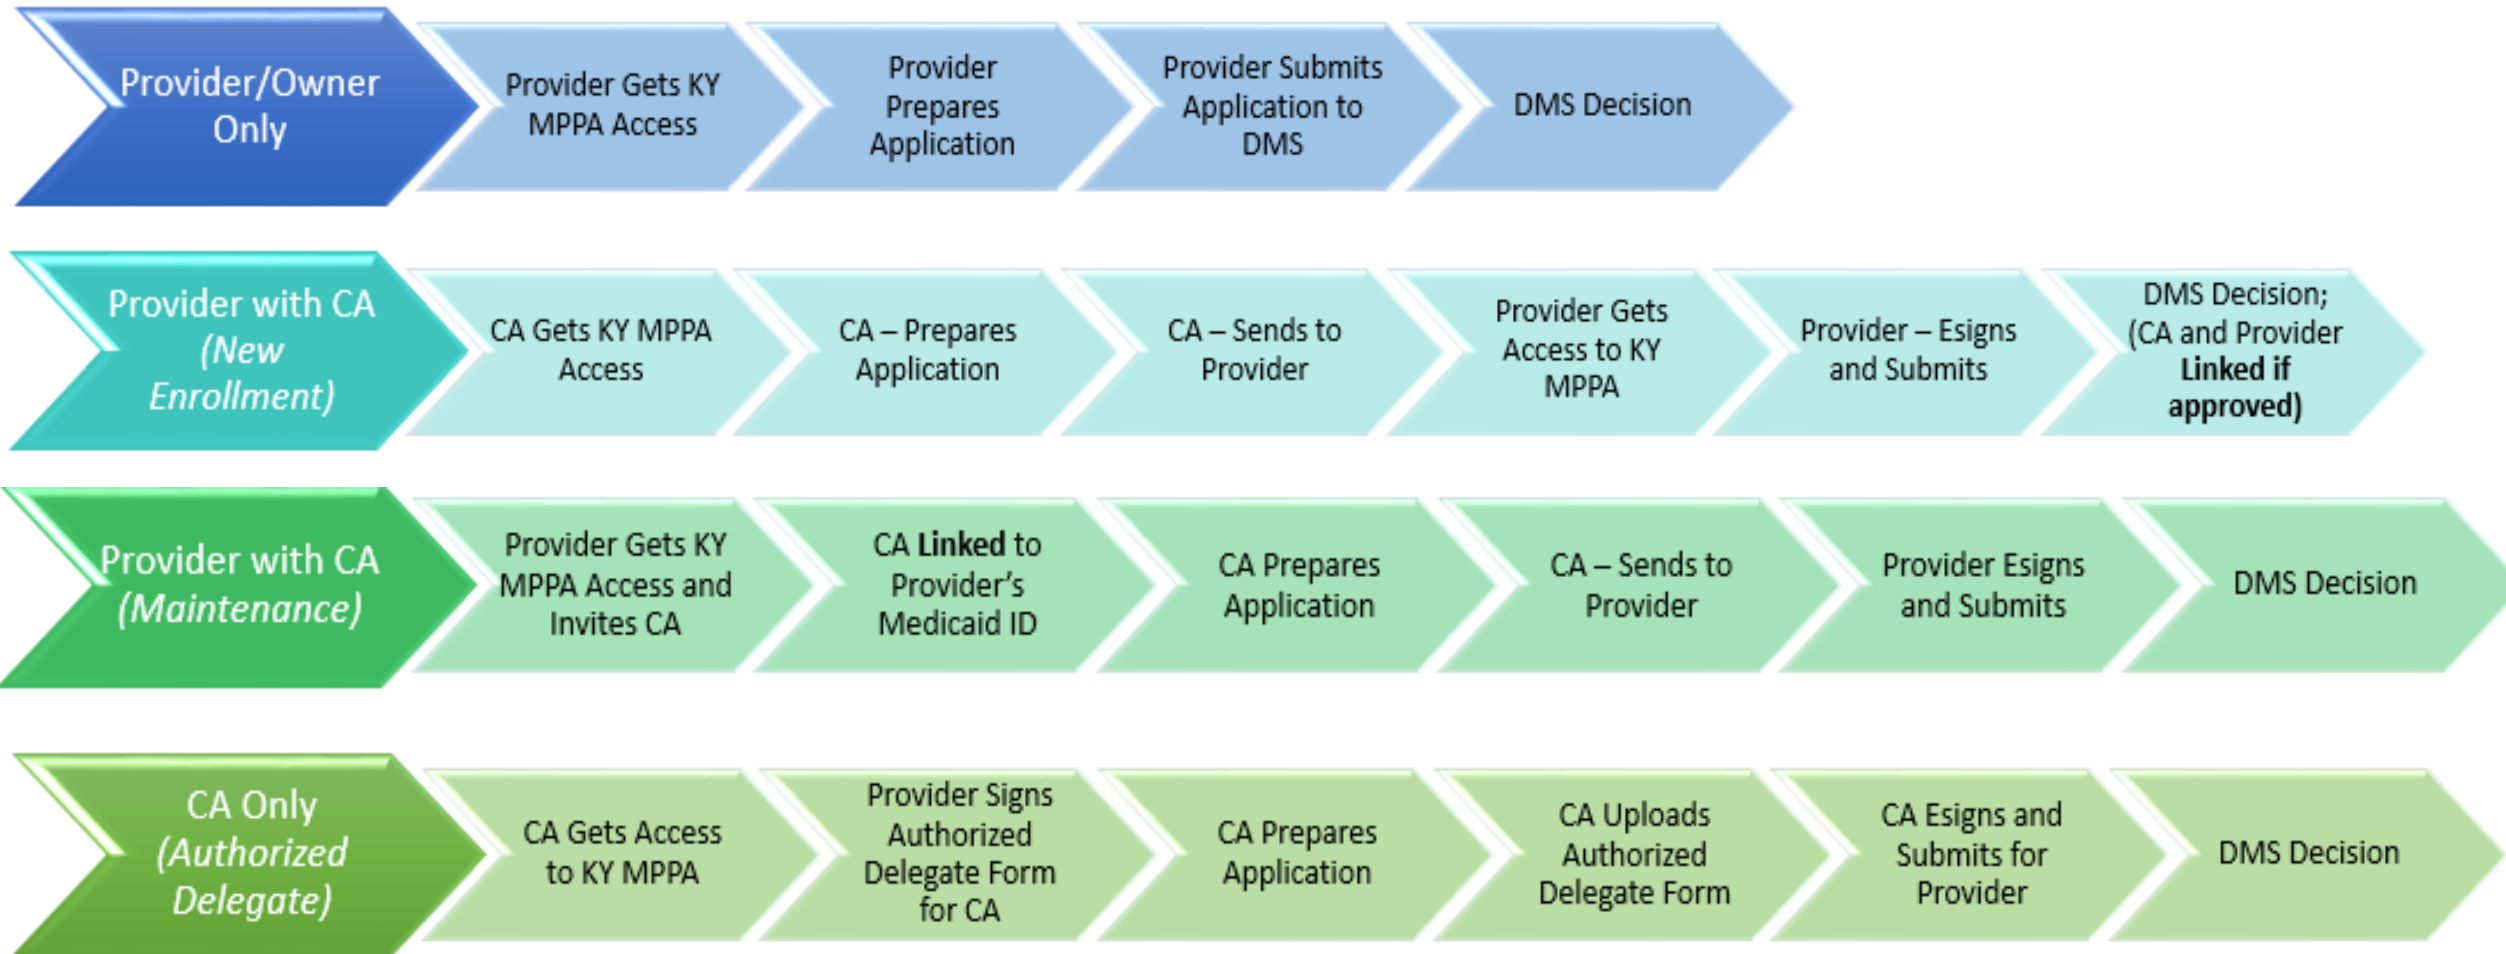 Provider/Owner
Only
Provider Gets KY
MPPA Access
Provider
Prepares
Application
Provider Submits
Application to
DMS
DMS Decision
Provider with CA
(New
Enrollment)
CA Gets KY MPPA
Access
CA – Prepares
Application
CA – Sends to
Provider
Provider Gets
Access to KY
MPPA
Provider – Esigns
and Submits
DMS Decision;
(CA and Provider
Linked if
approved)
Provider with CA
(Maintenance)
Provider Gets KY
MPPA Access and
Invites CA
CA Linked to
Provider’s
Medicaid ID
CA Prepares
Application
CA – Sends to
Provider
Provider Esigns
and Submits
DMS Decision
CA Only
(Authorized
Delegate)
CA Gets Access
to KY MPPA
Provider Signs
Authorized
Delegate Form
for CA
CA Prepares
Application
CA Uploads
Authorized
Delegate Form
CA Esigns and
Submits for
Provider
DMS Decision